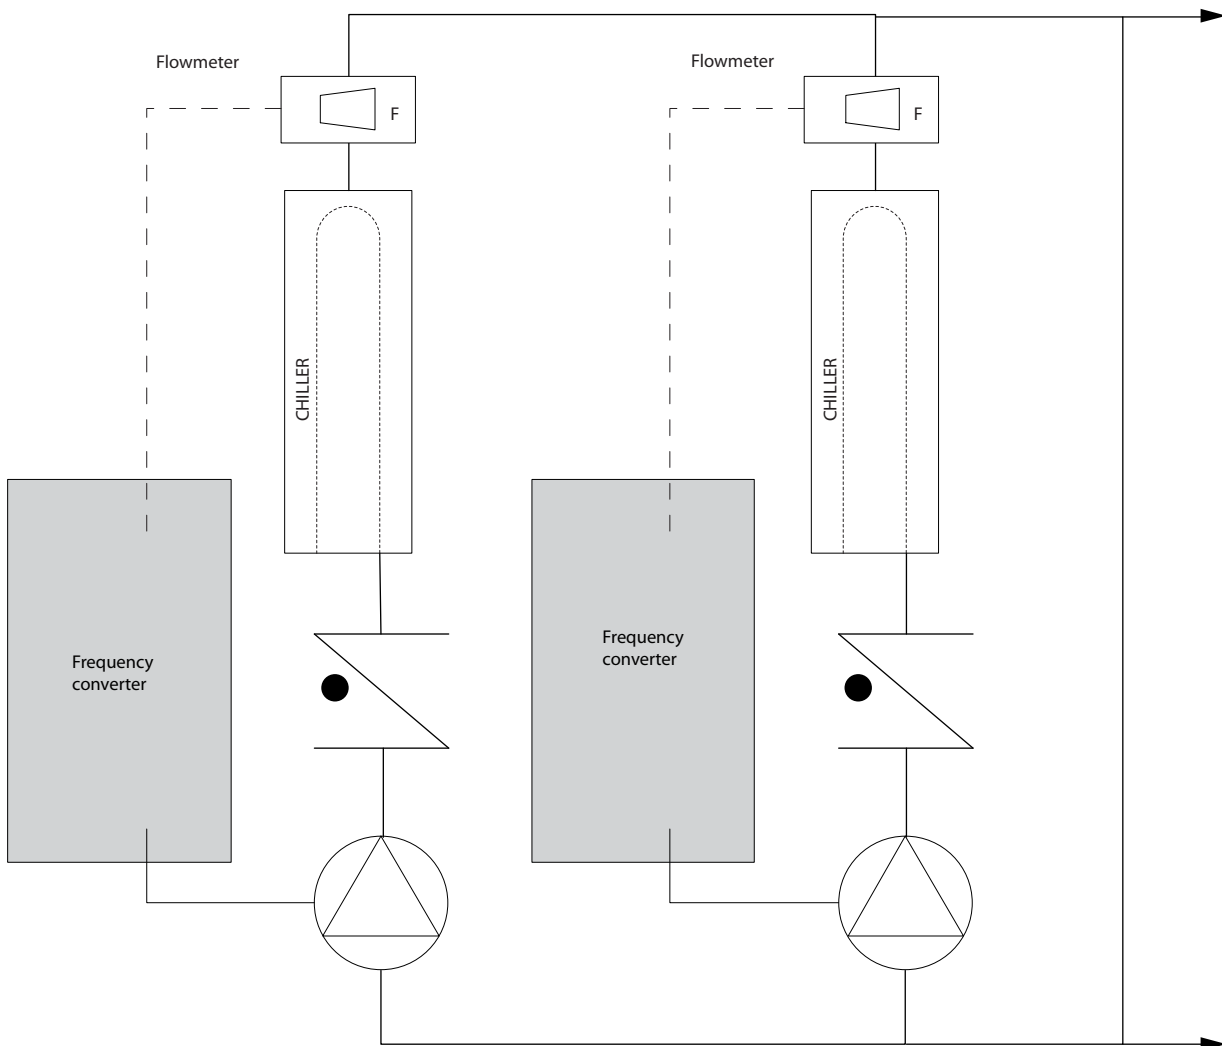 Flowmeter
Flowmeter
F
F
CHILLER
CHILLER
Frequency
converter
Frequency
converter